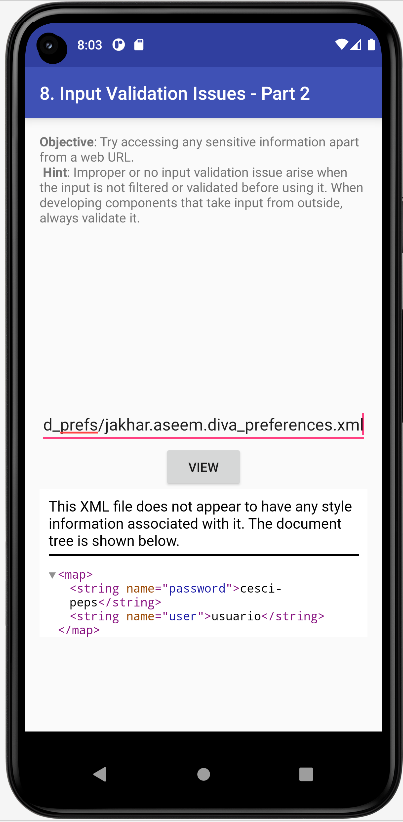 8:03
8. Input Validation Issues - Part 2
Objective: Try accessing any sensitive information apart
from a web URL.
Hint: Improper or no input validation issue arise when
the input is not filtered or validated before using it. When
developing components that take input from outside,
always validate it.
d_prefs/jakhar.aseem.diva_preferences.xml
VIEW
This XML file does not appear to have any style
information associated with it. The document
tree is shown below.
▼<map>
<string name="password">cesci-
peps</string>
<string name="user">usuario</string>
</map>